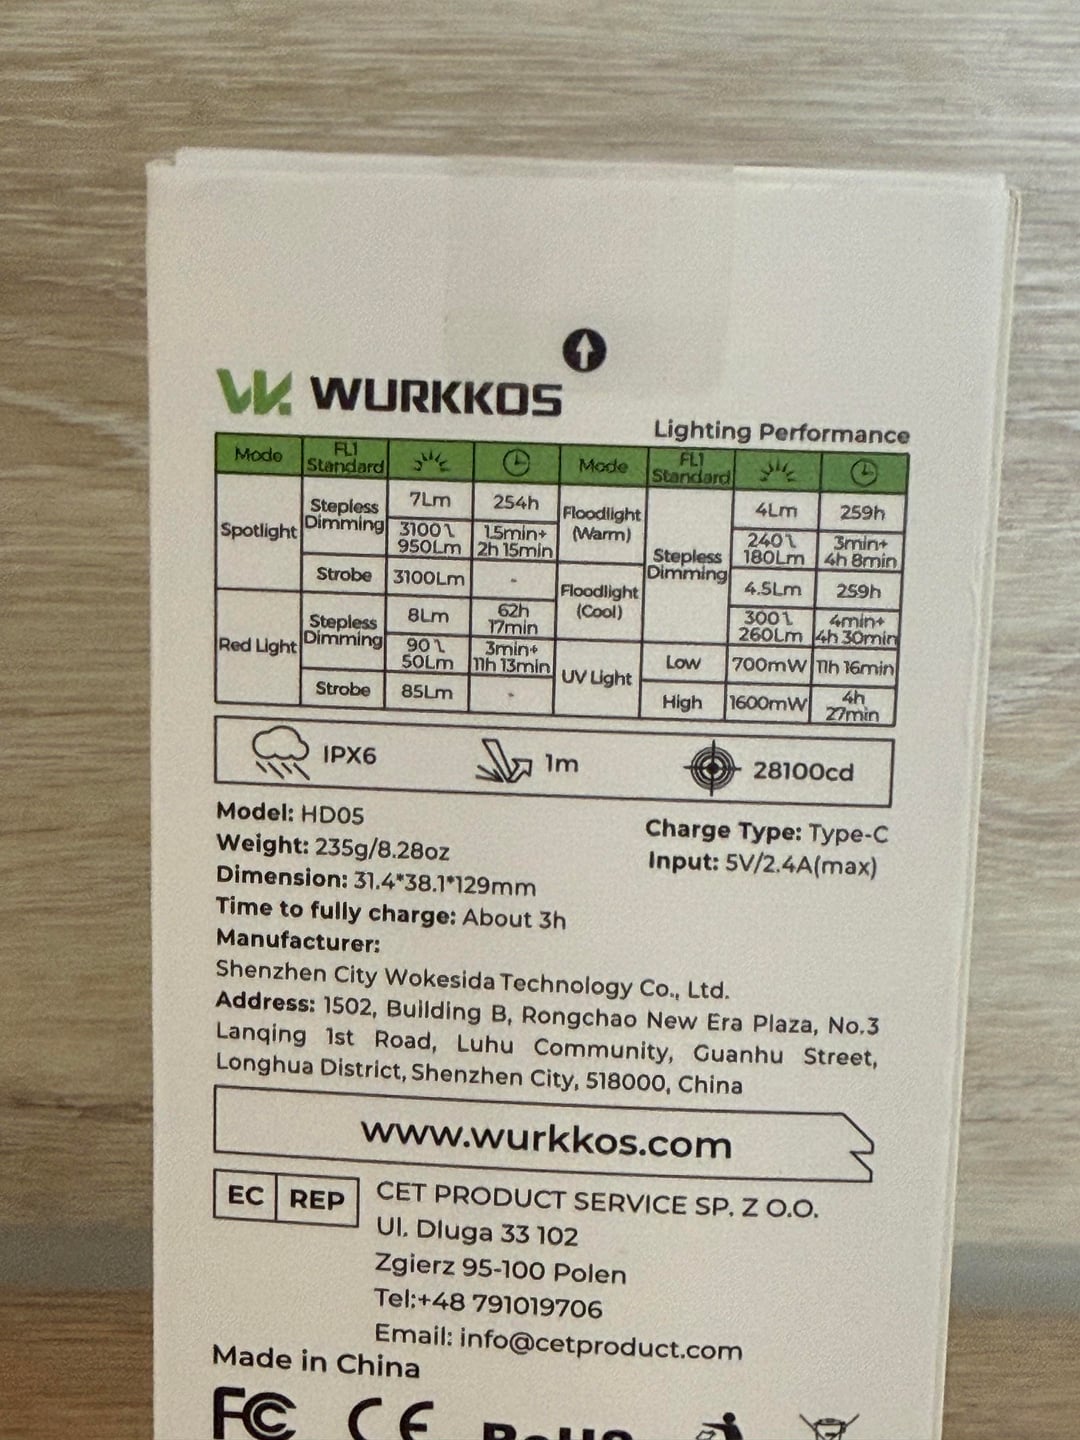 WURKKOS
Lighting Performance
Mode FL1 Standard Mode FL1 Standard
Spotlight Stepless Dimming 7Lm 254h
3100 950Lm 1.5min+ 2h 15min
Strobe 3100Lm -
Red Light Stepless Dimming 8Lm 62h 17min
90 50Lm 3min+ 11h 13min
Strobe 85Lm -
Floodlight (Warm) Stepless Dimming 4Lm 259h
240 180Lm 3min+ 4h 8min
Floodlight (Cool) 4.5Lm 259h
300 260Lm 4min+ 4h 30min
UV Light Low 700mW 11h 16min
High 1600mW 4h 27min
IPX6 1m 28100cd
Model: HD05
Weight: 235g/8.28oz
Dimension: 31.4*38.1*129mm
Time to fully charge: About 3h
Charge Type: Type-C
Input: 5V/2.4A(max)
Manufacturer:
Shenzhen City Wokesida Technology Co., Ltd.
Address: 1502, Building B, Rongchao New Era Plaza, No.3
Lanqing 1st Road, Luhu Community, Guanhu Street,
Longhua District, Shenzhen City, 518000, China
www.wurkkos.com
EC REP
CET PRODUCT SERVICE SP. Z O.O.
Ul. Dluga 33 102
Zgierz 95-100 Polen
Tel:+48 791019706
Email: info@cetproduct.com
Made in China
FC CE RoHS